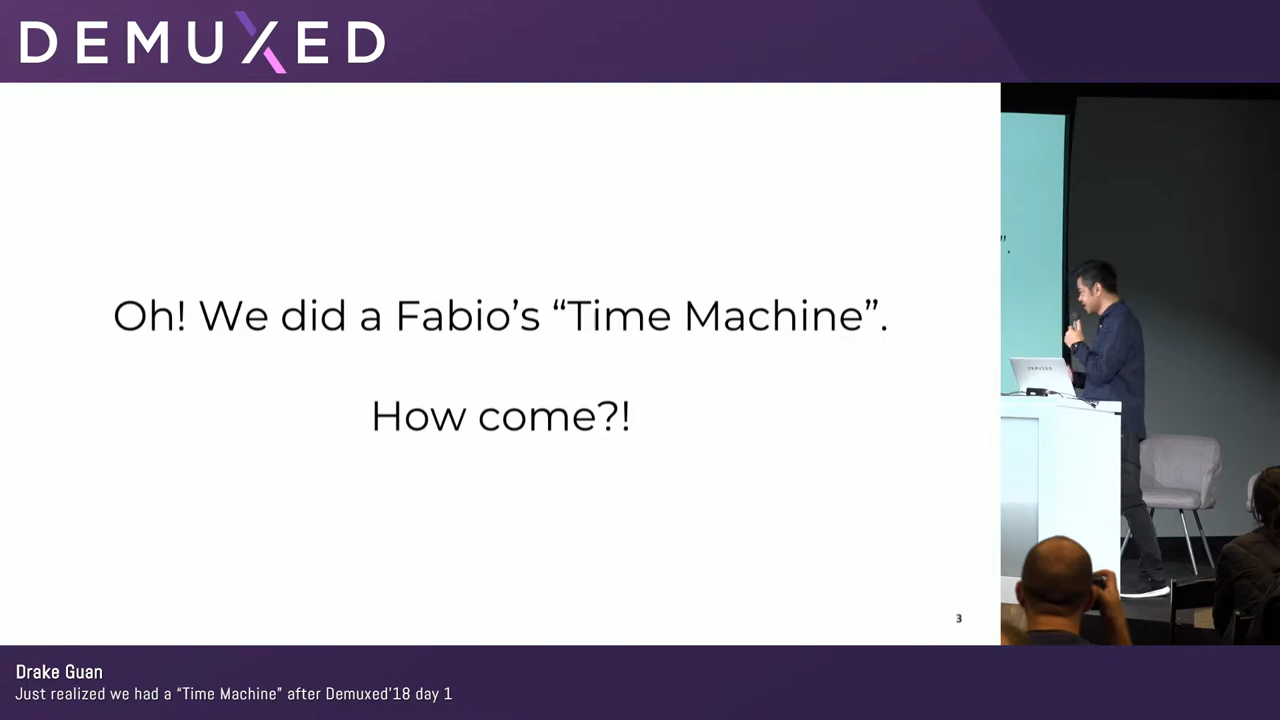 DEMUXED
Oh! We did a Fabio’s “Time Machine”.
How come?!
3
”.
DEMUXED
Drake Guan
Just realized we had a “Time Machine” after Demuxed’18 day 1